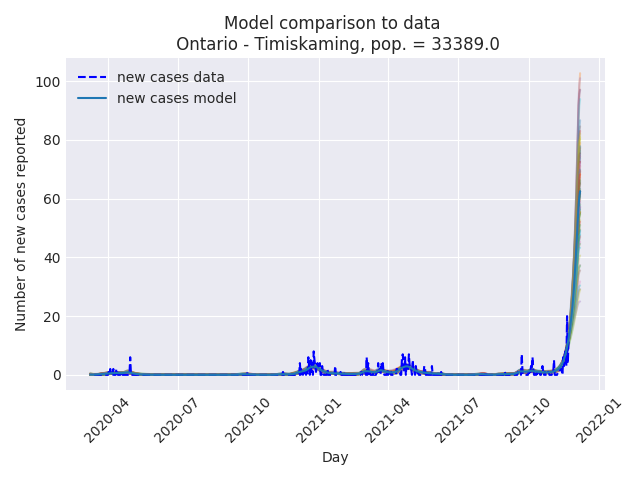 Model comparison to data
Ontario - Timiskaming, pop. = 33389.0
new cases data
new cases model
Number of new cases reported
100
80
60
40
20
0
2020-04
2020-07
2020-10
2021-01
2021-04
2021-07
2021-10
2022-01
Day